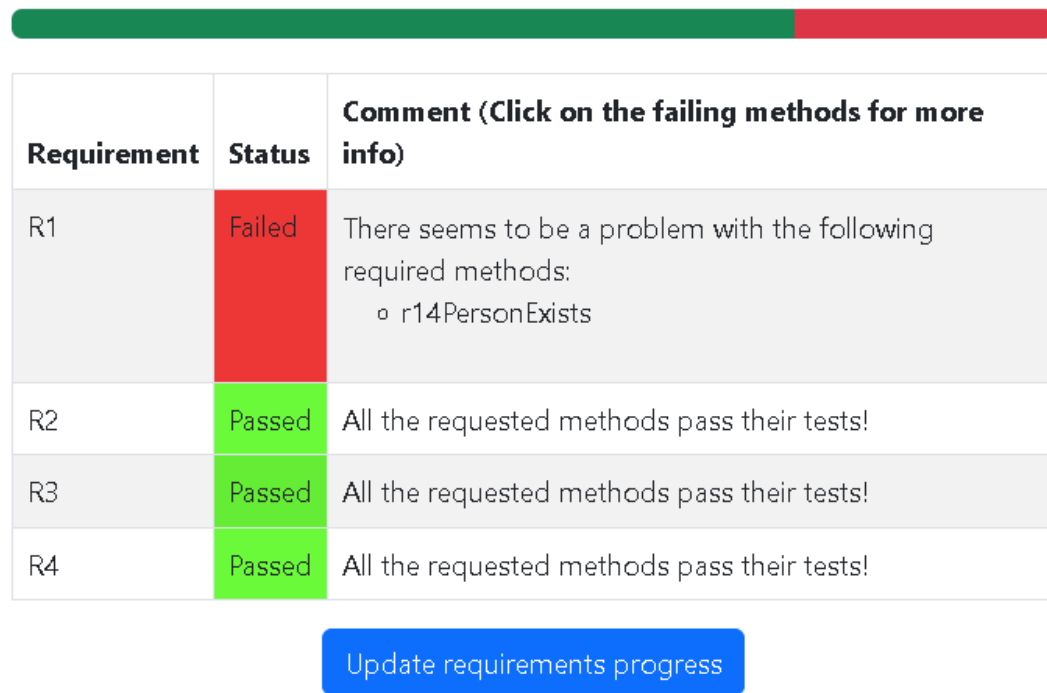 Requirement Status Comment (Click on the failing methods for more info)
R1 Failed There seems to be a problem with the following
required methods:
r14PersonExists
R2 Passed All the requested methods pass their tests!
R3 Passed All the requested methods pass their tests!
R4 Passed All the requested methods pass their tests!
Update requirements progress